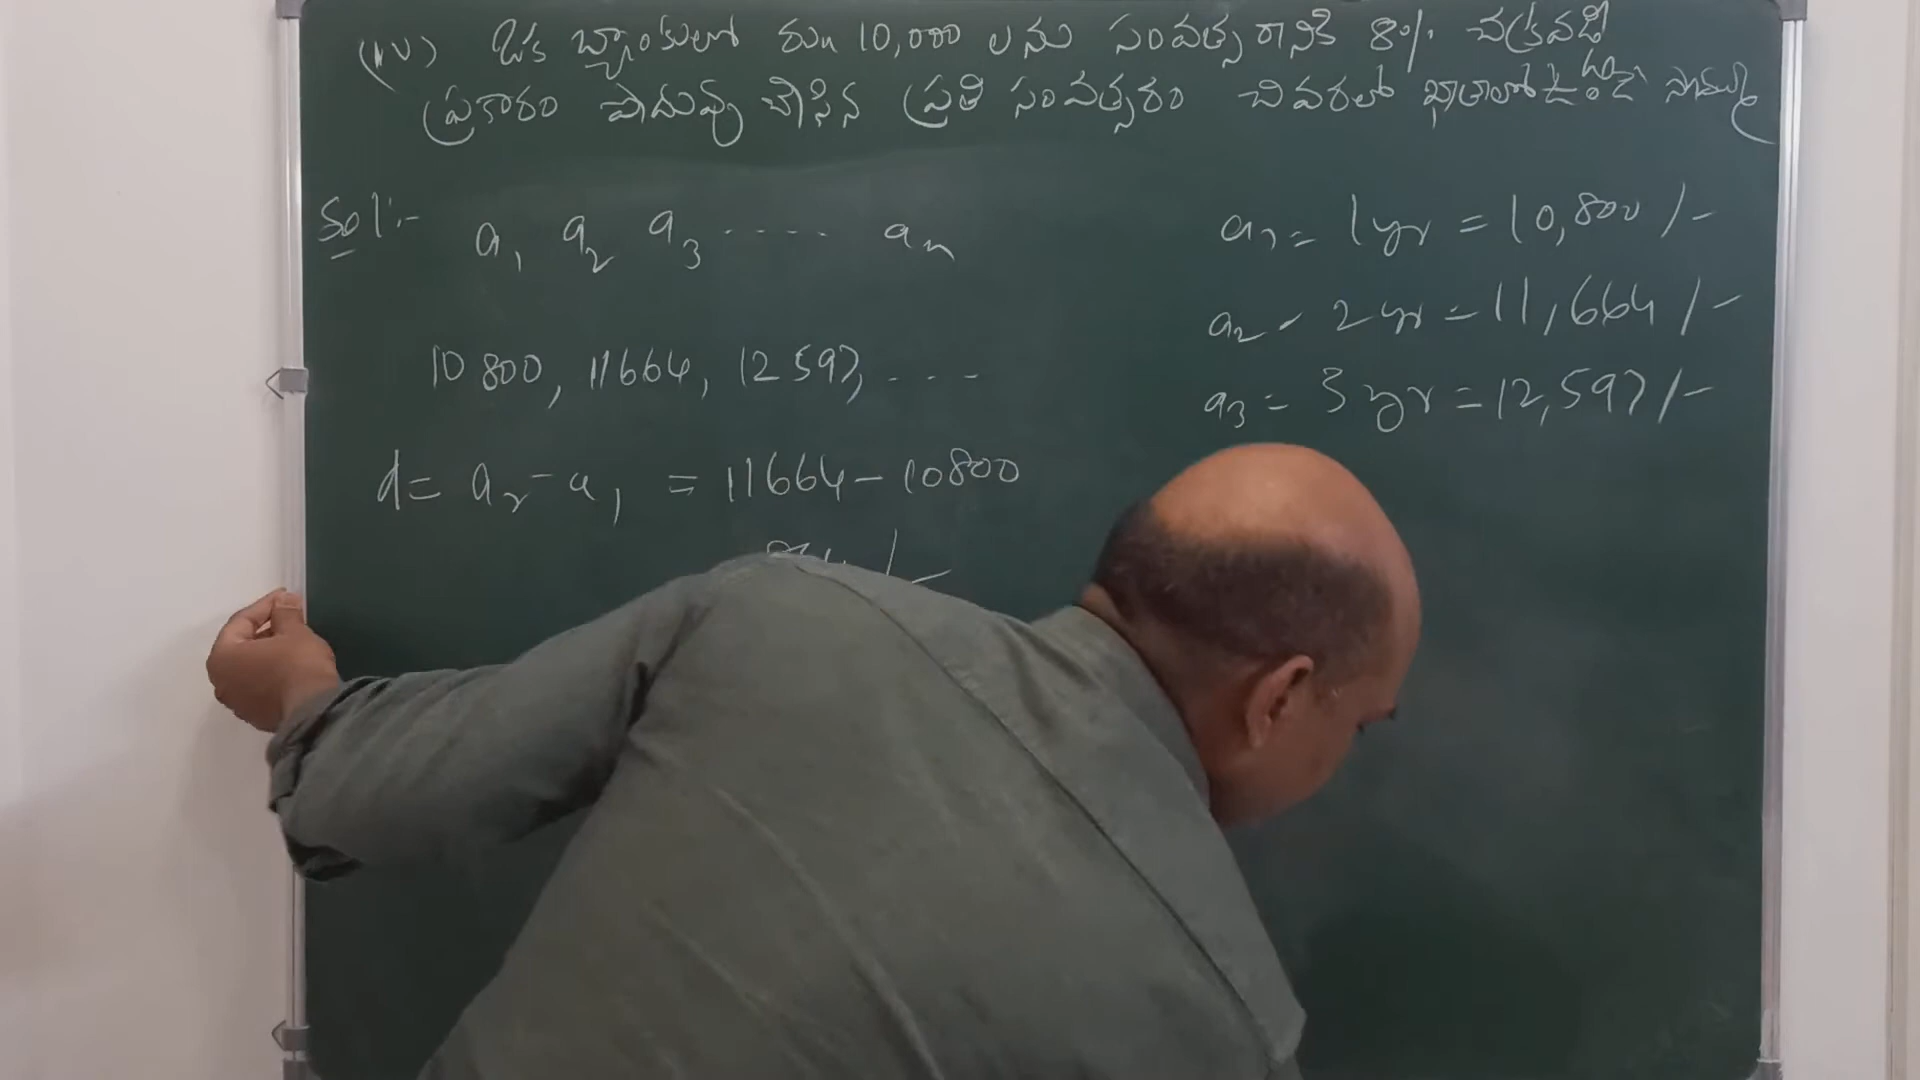 (iv) ఒక బ్యాంకులో రూ॥ 10,000 లను సంవత్సరానికి 8% చక్రవడ్డీ
ప్రకారం పొదువు చేసిన ప్రతి సంవత్సరం చివరలో ఖాతాలో ఉండే సొమ్ము
Sol:-
a1 a2 a3 ..... an
10800, 11664, 12597, ...
d = a2 - a1 = 11664 - 10800
a1 = 1yr = 10,800/-
a2 - 2yr = 11,664/-
a3 = 3yr = 12,597/-